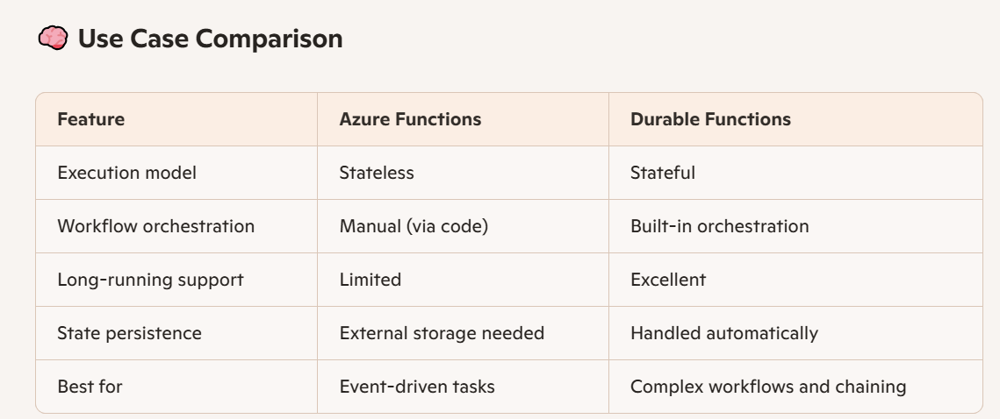 🧠 Use Case Comparison
Feature Azure Functions Durable Functions
Execution model Stateless Stateful
Workflow orchestration Manual (via code) Built-in orchestration
Long-running support Limited Excellent
State persistence External storage needed Handled automatically
Best for Event-driven tasks Complex workflows and chaining